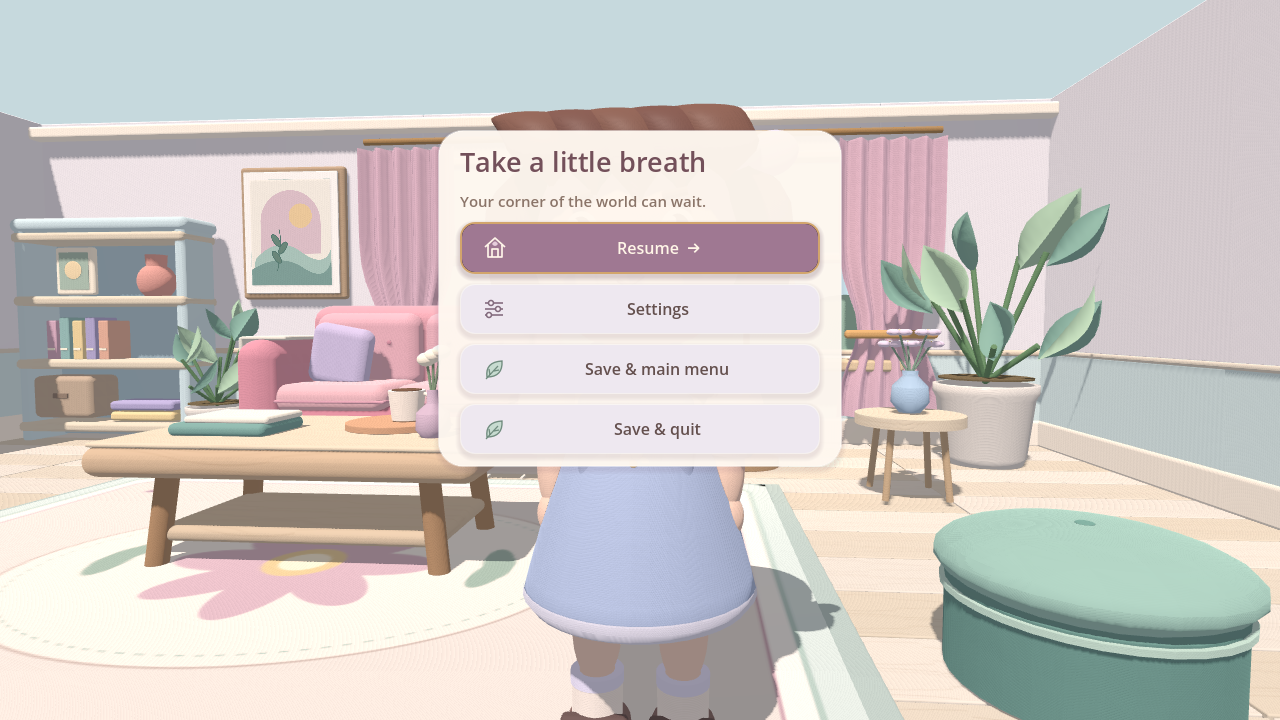 Take a little breath
Your corner of the world can wait.
Resume →
Settings
Save & main menu
Save & quit